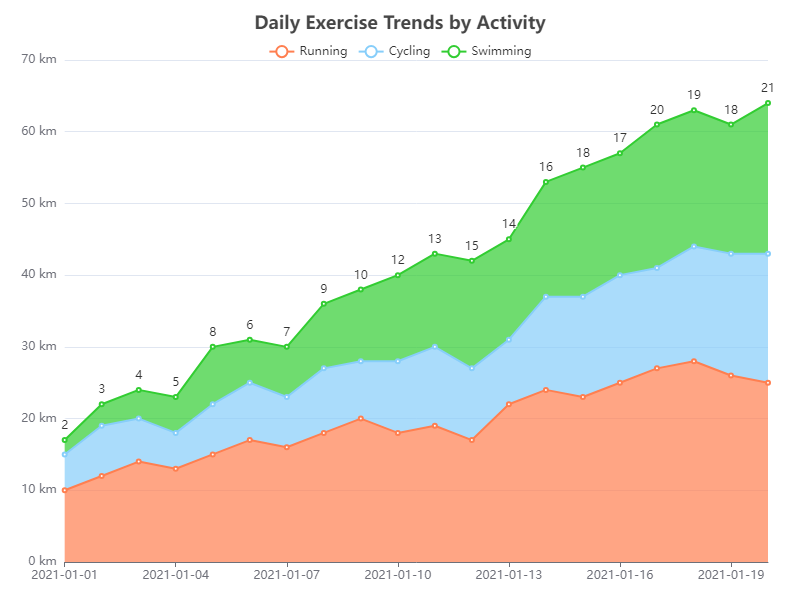 Daily Exercise Trends by Activity
Running Cycling Swimming
70 km
60 km
50 km
40 km
30 km
20 km
10 km
0 km
2 3 4 5 8 6 7 9 10 12 13 15 14 16 18 17 20 19 18 21
2021-01-01 2021-01-04 2021-01-07 2021-01-10 2021-01-13 2021-01-16 2021-01-19